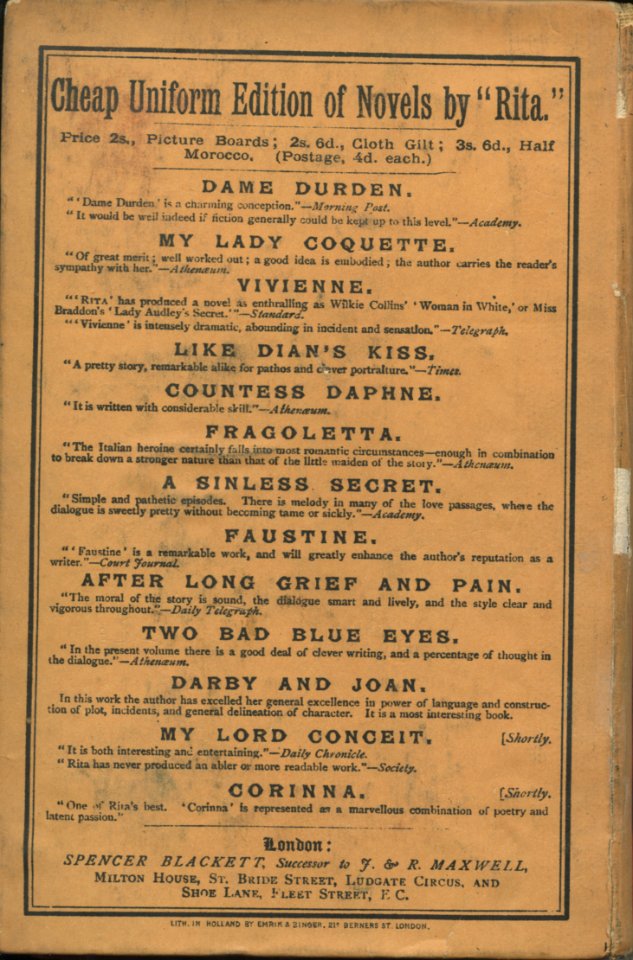 Cheap Uniform Edition of Novels by "Rita."
Price 2s., Picture Boards; 2s. 6d., Cloth Gilt; 3s. 6d., Half
Morocco. (Postage, 4d. each.)
DAME DURDEN.
"'Dame Durden' is a charming conception."—Morning Post.
"It would be well indeed if fiction generally could be kept up to this level."—Academy.
MY LADY COQUETTE.
"Of great merit; well worked out; a good idea is embodied; the author carries the reader's
sympathy with her."—Athenæum.
VIVIENNE.
"'RITA' has produced a novel as enthralling as Wilkie Collins' 'Woman in White,' or Miss
Braddon's 'Lady Audley's Secret.'"—Standard.
"'Vivienne' is intensely dramatic, abounding in incident and sensation."—Telegraph.
LIKE DIAN'S KISS.
"A pretty story, remarkable alike for pathos and clever portraiture."—Times.
COUNTESS DAPHNE.
"It is written with considerable skill."—Athenæum.
FRAGOLETTA.
"The Italian heroine certainly falls into most romantic circumstances—enough in combination
to break down a stronger nature than that of the little maiden of the story."—Athenæum.
A SINLESS SECRET.
"Simple and pathetic episodes. There is melody in many of the love passages, where the
dialogue is sweetly pretty without becoming tame or sickly."—Academy.
FAUSTINE.
"'Faustine' is a remarkable work, and will greatly enhance the author's reputation as a
writer."—Court Journal.
AFTER LONG GRIEF AND PAIN.
"The moral of the story is sound, the dialogue smart and lively, and the style clear and
vigorous throughout."—Daily Telegraph.
TWO BAD BLUE EYES.
"In the present volume there is a good deal of clever writing, and a percentage of thought in
the dialogue."—Athenæum.
DARBY AND JOAN.
In this work the author has excelled her general excellence in power of language and construc-
tion of plot, incidents, and general delineation of character. It is a most interesting book.
MY LORD CONCEIT. [Shortly.
"It is both interesting and entertaining."—Daily Chronicle.
"Rita has never produced an abler or more readable work."—Society.
CORINNA. [Shortly.
"One of Rita's best. 'Corinna' is represented as a marvellous combination of poetry and
latent passion."
London:
SPENCER BLACKETT, Successor to J. & R. MAXWELL,
MILTON HOUSE, ST. BRIDE STREET, LUDGATE CIRCUS, AND
SHOE LANE, FLEET STREET, E C.
LITH. IN HOLLAND BY EMRIK & BINGER, 21A BERNERS ST. LONDON.